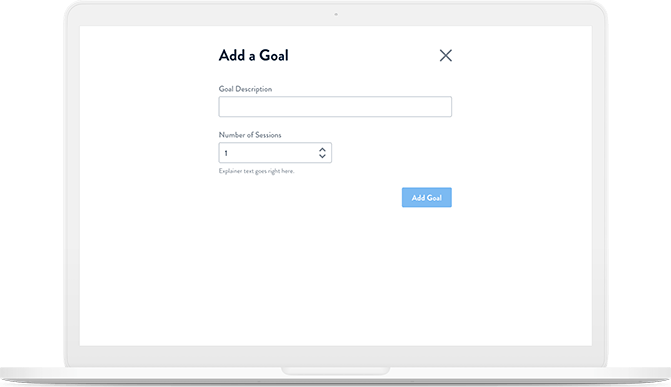 Add a Goal
Goal Description
Number of Sessions
1
Explainer text goes right here.
Add Goal